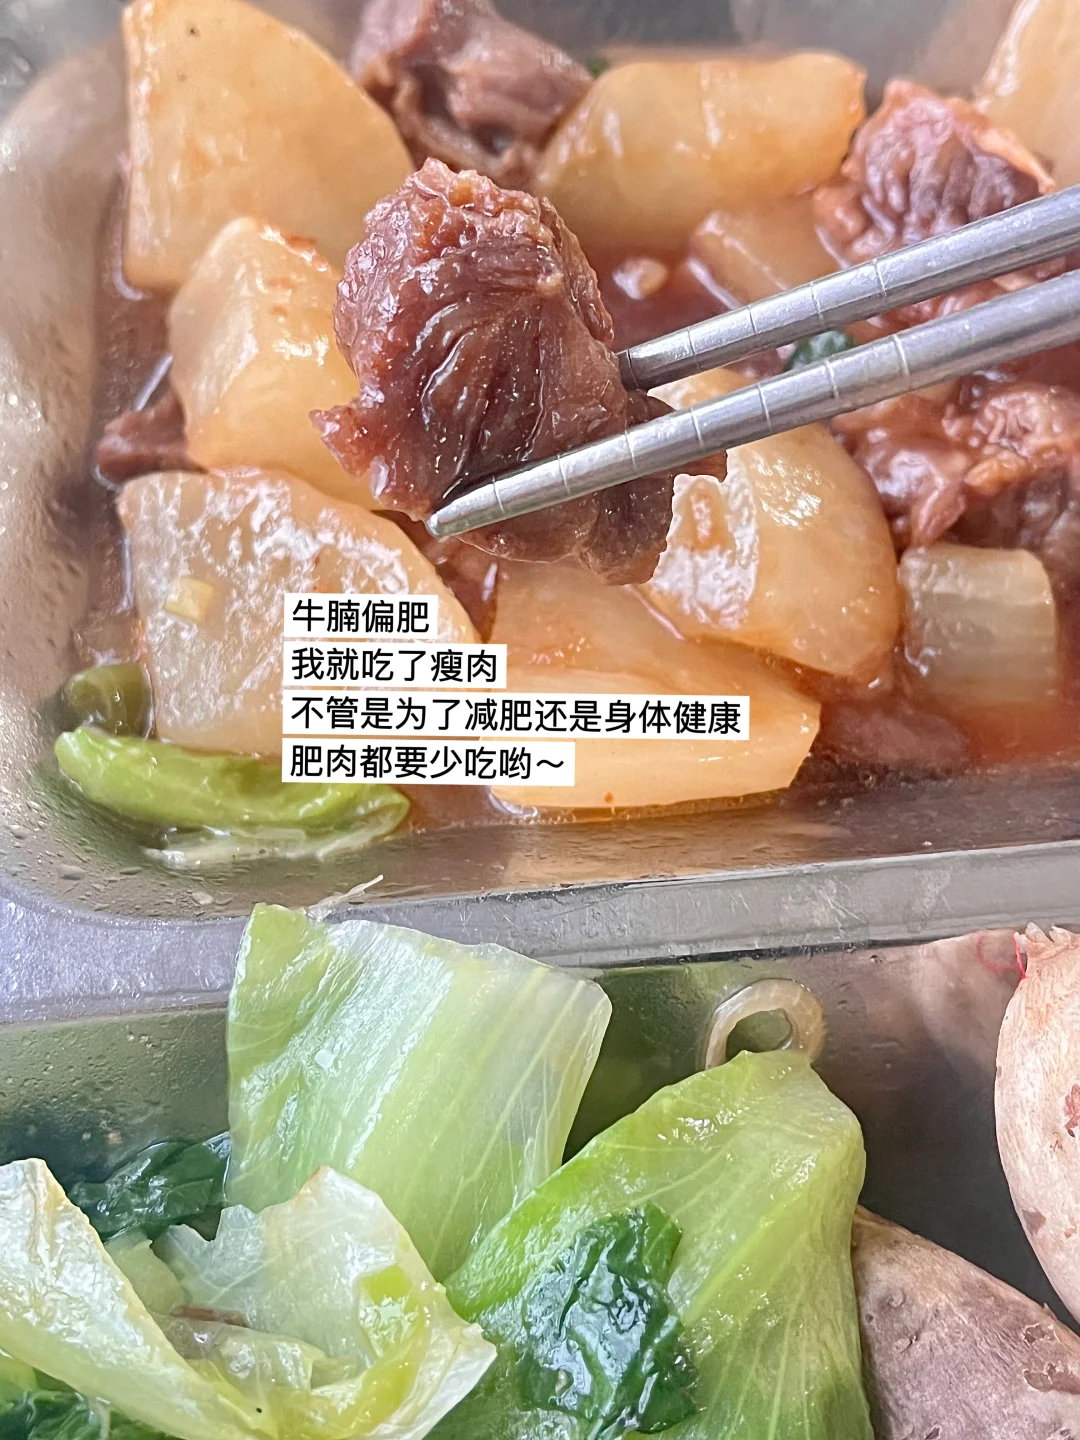 牛腩偏肥
我就吃了瘦肉
不管是为了减肥还是身体健康
肥肉都要少吃哟～